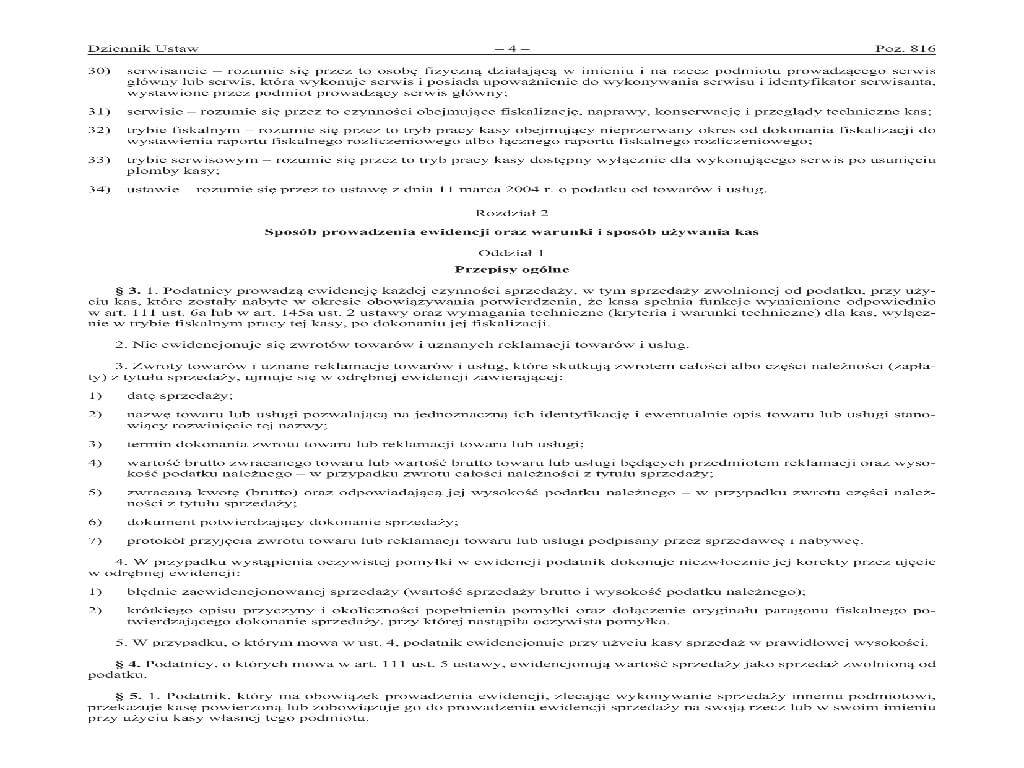 Dziennik Ustaw – 4 – Poz. 816
30) serwisancie – rozumie się przez to osobę fizyczną działającą w imieniu i na rzecz podmiotu prowadzącego serwis
główny lub serwis, która wykonuje serwis i posiada upoważnienie do wykonywania serwisu i identyfikator serwisanta,
wystawione przez podmiot prowadzący serwis główny;
31) serwisie – rozumie się przez to czynności obejmujące fiskalizację, naprawy, konserwację i przeglądy techniczne kas;
32) trybie fiskalnym – rozumie się przez to tryb pracy kasy obejmujący nieprzerwany okres od dokonania fiskalizacji do
wystawienia raportu fiskalnego rozliczeniowego albo łącznego raportu fiskalnego rozliczeniowego;
33) trybie serwisowym – rozumie się przez to tryb pracy kasy dostępny wyłącznie dla wykonującego serwis po usunięciu
plomby kasy;
34) ustawie – rozumie się przez to ustawę z dnia 11 marca 2004 r. o podatku od towarów i usług.
Rozdział 2
Sposób prowadzenia ewidencji oraz warunki i sposób używania kas
Oddział 1
Przepisy ogólne
§ 3. 1. Podatnicy prowadzą ewidencję każdej czynności sprzedaży, w tym sprzedaży zwolnionej od podatku, przy uży-
ciu kas, które zostały nabyte w okresie obowiązywania potwierdzenia, że kasa spełnia funkcje wymienione odpowiednio
w art. 111 ust. 6a lub w art. 145a ust. 2 ustawy oraz wymagania techniczne (kryteria i warunki techniczne) dla kas, wyłącz-
nie w trybie fiskalnym pracy tej kasy, po dokonaniu jej fiskalizacji.
2. Nie ewidencjonuje się zwrotów towarów i uznanych reklamacji towarów i usług.
3. Zwroty towarów i uznane reklamacje towarów i usług, które skutkują zwrotem całości albo części należności (zapła-
ty) z tytułu sprzedaży, ujmuje się w odrębnej ewidencji zawierającej:
1) datę sprzedaży;
2) nazwę towaru lub usługi pozwalającą na jednoznaczną ich identyfikację i ewentualnie opis towaru lub usługi stano-
wiący rozwinięcie tej nazwy;
3) termin dokonania zwrotu towaru lub reklamacji towaru lub usługi;
4) wartość brutto zwracanego towaru lub wartość brutto towaru lub usługi będących przedmiotem reklamacji oraz wyso-
kość podatku należnego – w przypadku zwrotu całości należności z tytułu sprzedaży;
5) zwracaną kwotę (brutto) oraz odpowiadającą jej wysokość podatku należnego – w przypadku zwrotu części należ-
ności z tytułu sprzedaży;
6) dokument potwierdzający dokonanie sprzedaży;
7) protokół przyjęcia zwrotu towaru lub reklamacji towaru lub usługi podpisany przez sprzedawcę i nabywcę.
4. W przypadku wystąpienia oczywistej pomyłki w ewidencji podatnik dokonuje niezwłocznie jej korekty przez ujęcie
w odrębnej ewidencji:
1) błędnie zaewidencjonowanej sprzedaży (wartość sprzedaży brutto i wysokość podatku należnego);
2) krótkiego opisu przyczyny i okoliczności popełnienia pomyłki oraz dołączenie oryginału paragonu fiskalnego po-
twierdzającego dokonanie sprzedaży, przy której nastąpiła oczywista pomyłka.
5. W przypadku, o którym mowa w ust. 4, podatnik ewidencjonuje przy użyciu kasy sprzedaż w prawidłowej wysokości.
§ 4. Podatnicy, o których mowa w art. 111 ust. 5 ustawy, ewidencjonują wartość sprzedaży jako sprzedaż zwolnioną od
podatku.
§ 5. 1. Podatnik, który ma obowiązek prowadzenia ewidencji, zlecając wykonywanie sprzedaży innemu podmiotowi,
przekazuje kasę powierzoną lub zobowiązuje go do prowadzenia ewidencji sprzedaży na swoją rzecz lub w swoim imieniu
przy użyciu kasy własnej tego podmiotu.